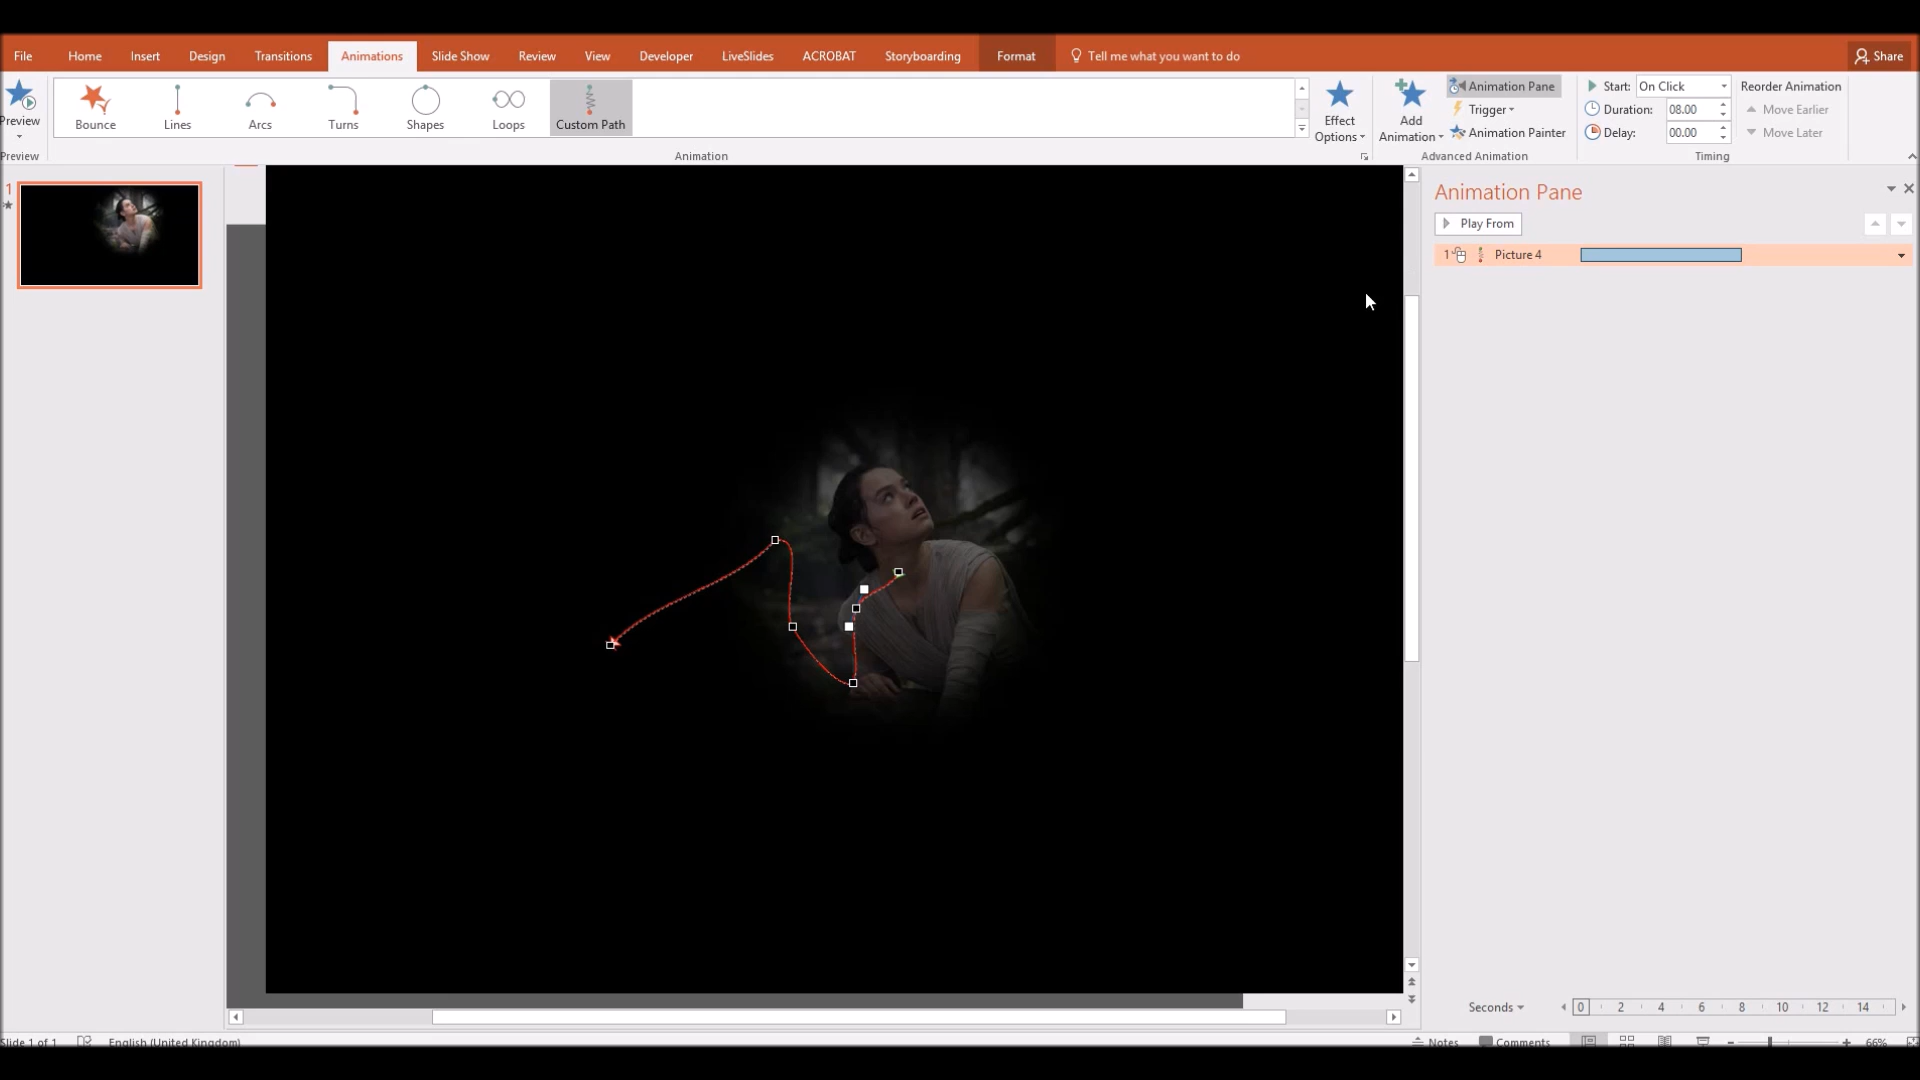 File Home Insert Design Transitions Animations Slide Show Review View Developer LiveSlides ACROBAT Storyboarding Format Tell me what you want to do Share
Preview
Bounce Lines Arcs Turns Shapes Loops Custom Path
Effect Options
Add Animation
Animation Pane
Trigger
Animation Painter
Start: On Click
Duration: 08.00
Delay: 00.00
Reorder Animation
Move Earlier
Move Later
Preview Animation Advanced Animation Timing
1
Animation Pane
Play From
1 Picture 4
Seconds 0 2 4 6 8 10 12 14
Slide 1 of 1 English (United Kingdom) Notes Comments 66%